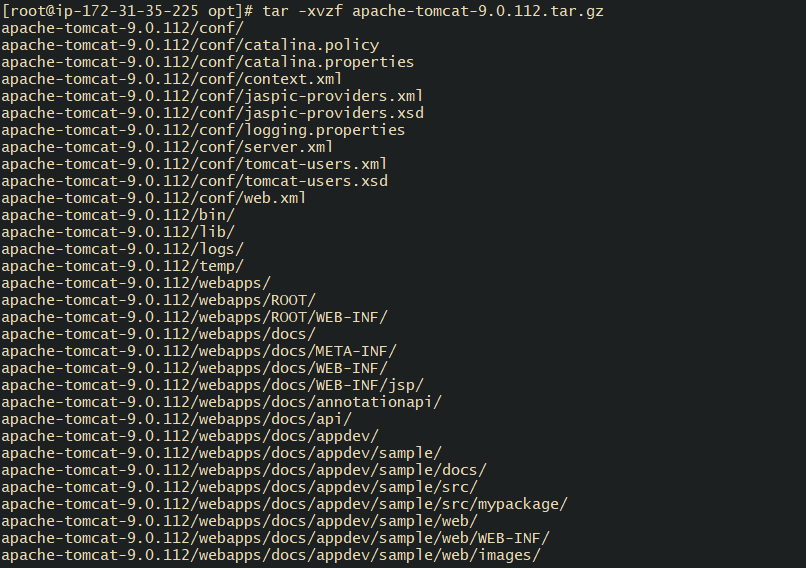 [root@ip-172-31-35-225 opt]# tar -xvzf apache-tomcat-9.0.112.tar.gz
apache-tomcat-9.0.112/conf/
apache-tomcat-9.0.112/conf/catalina.policy
apache-tomcat-9.0.112/conf/catalina.properties
apache-tomcat-9.0.112/conf/context.xml
apache-tomcat-9.0.112/conf/jaspic-providers.xml
apache-tomcat-9.0.112/conf/jaspic-providers.xsd
apache-tomcat-9.0.112/conf/logging.properties
apache-tomcat-9.0.112/conf/server.xml
apache-tomcat-9.0.112/conf/tomcat-users.xml
apache-tomcat-9.0.112/conf/tomcat-users.xsd
apache-tomcat-9.0.112/conf/web.xml
apache-tomcat-9.0.112/bin/
apache-tomcat-9.0.112/lib/
apache-tomcat-9.0.112/logs/
apache-tomcat-9.0.112/temp/
apache-tomcat-9.0.112/webapps/
apache-tomcat-9.0.112/webapps/ROOT/
apache-tomcat-9.0.112/webapps/ROOT/WEB-INF/
apache-tomcat-9.0.112/webapps/docs/
apache-tomcat-9.0.112/webapps/docs/META-INF/
apache-tomcat-9.0.112/webapps/docs/WEB-INF/
apache-tomcat-9.0.112/webapps/docs/WEB-INF/jsp/
apache-tomcat-9.0.112/webapps/docs/annotationapi/
apache-tomcat-9.0.112/webapps/docs/api/
apache-tomcat-9.0.112/webapps/docs/appdev/
apache-tomcat-9.0.112/webapps/docs/appdev/sample/
apache-tomcat-9.0.112/webapps/docs/appdev/sample/docs/
apache-tomcat-9.0.112/webapps/docs/appdev/sample/src/
apache-tomcat-9.0.112/webapps/docs/appdev/sample/src/mypackage/
apache-tomcat-9.0.112/webapps/docs/appdev/sample/web/
apache-tomcat-9.0.112/webapps/docs/appdev/sample/web/WEB-INF/
apache-tomcat-9.0.112/webapps/docs/appdev/sample/web/images/